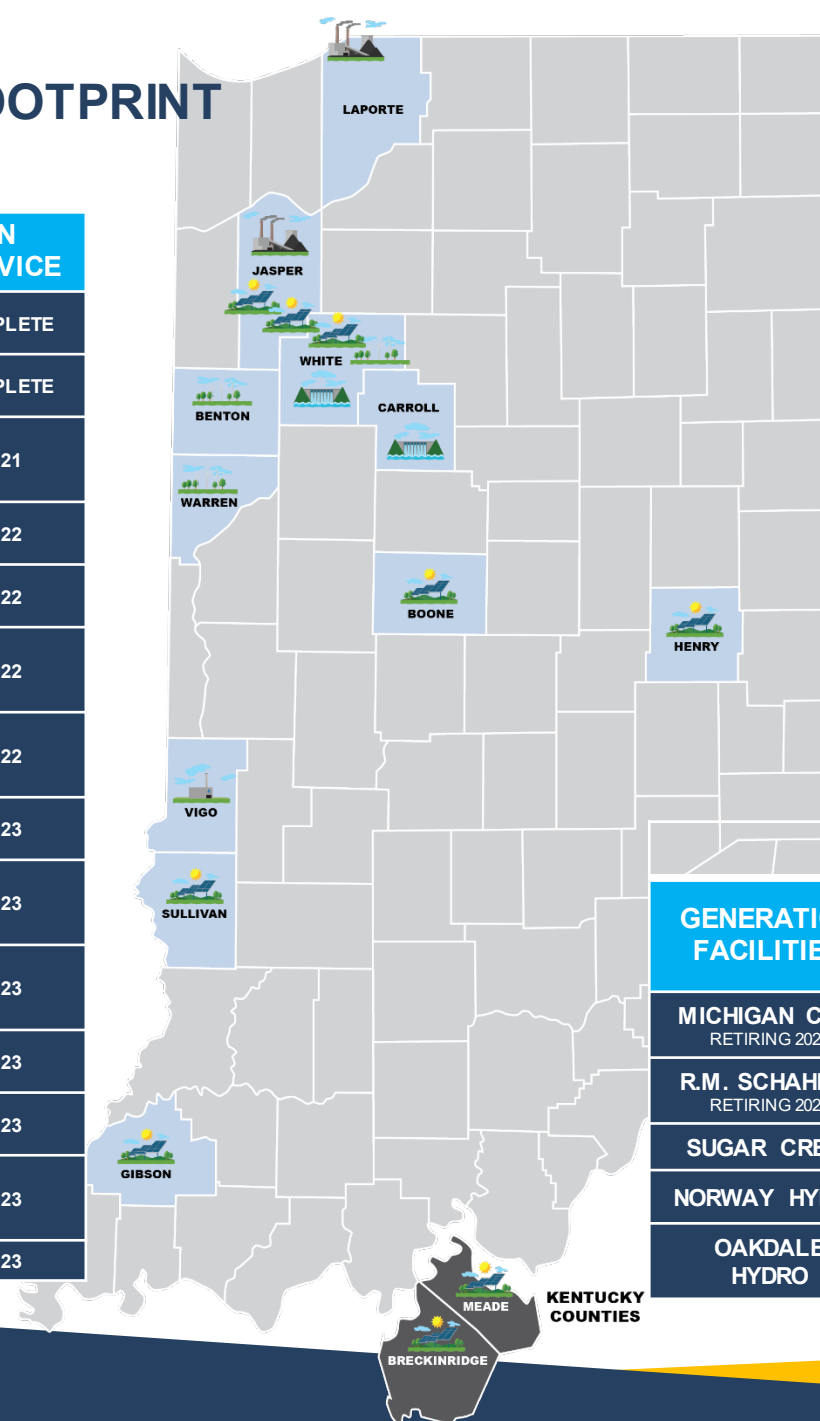 OOTPRINT
N
VICE
PLETE
PLETE
21
22
22
22
22
23
23
23
23
23
23
23
LAPORTE
JASPER
WHITE
BENTON
CARROLL
WARREN
BOONE
HENRY
VIGO
SULLIVAN
GIBSON
MEADE
BRECKINRIDGE
KENTUCKY
COUNTIES
GENERATIO
FACILITIE
MICHIGAN C
RETIRING 202
R.M. SCHAH
RETIRING 202
SUGAR CRE
NORWAY HY
OAKDALE
HYDRO